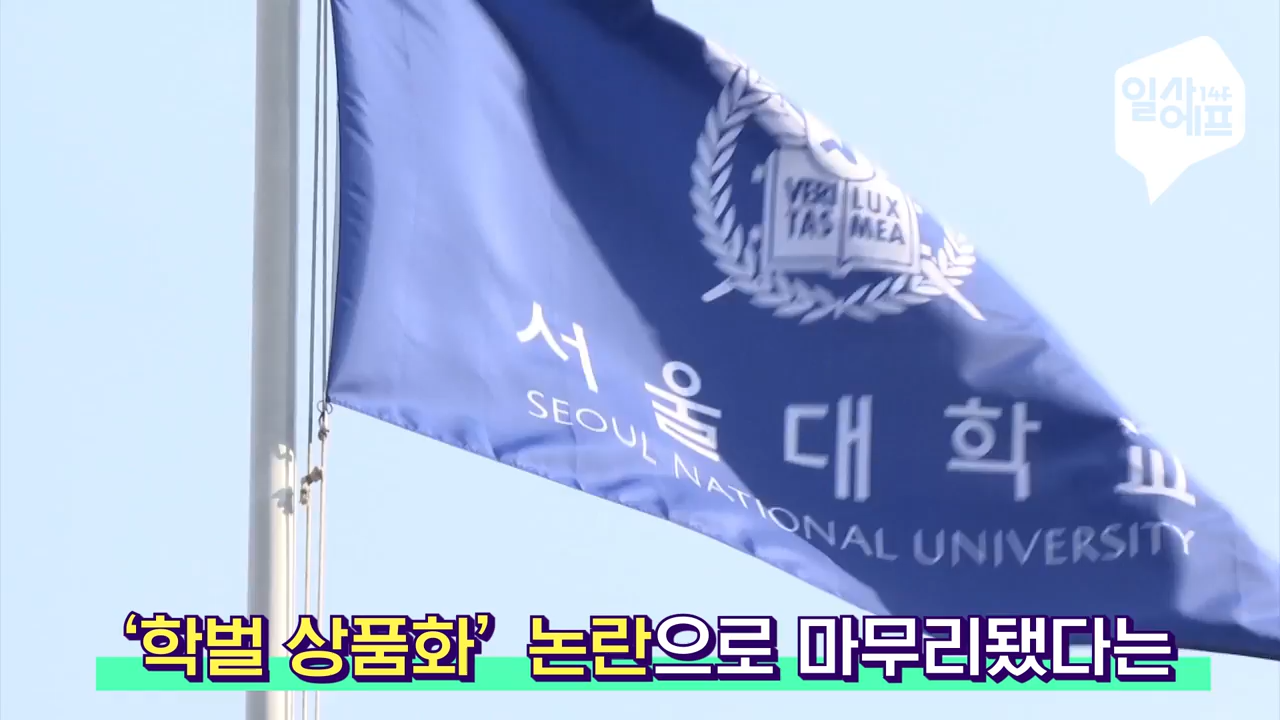 일사에프
14F
VERI LUX
TAS MEA
서울대학교
SEOUL NATIONAL UNIVERSITY
‘학벌 상품화’ 논란으로 마무리됐다는